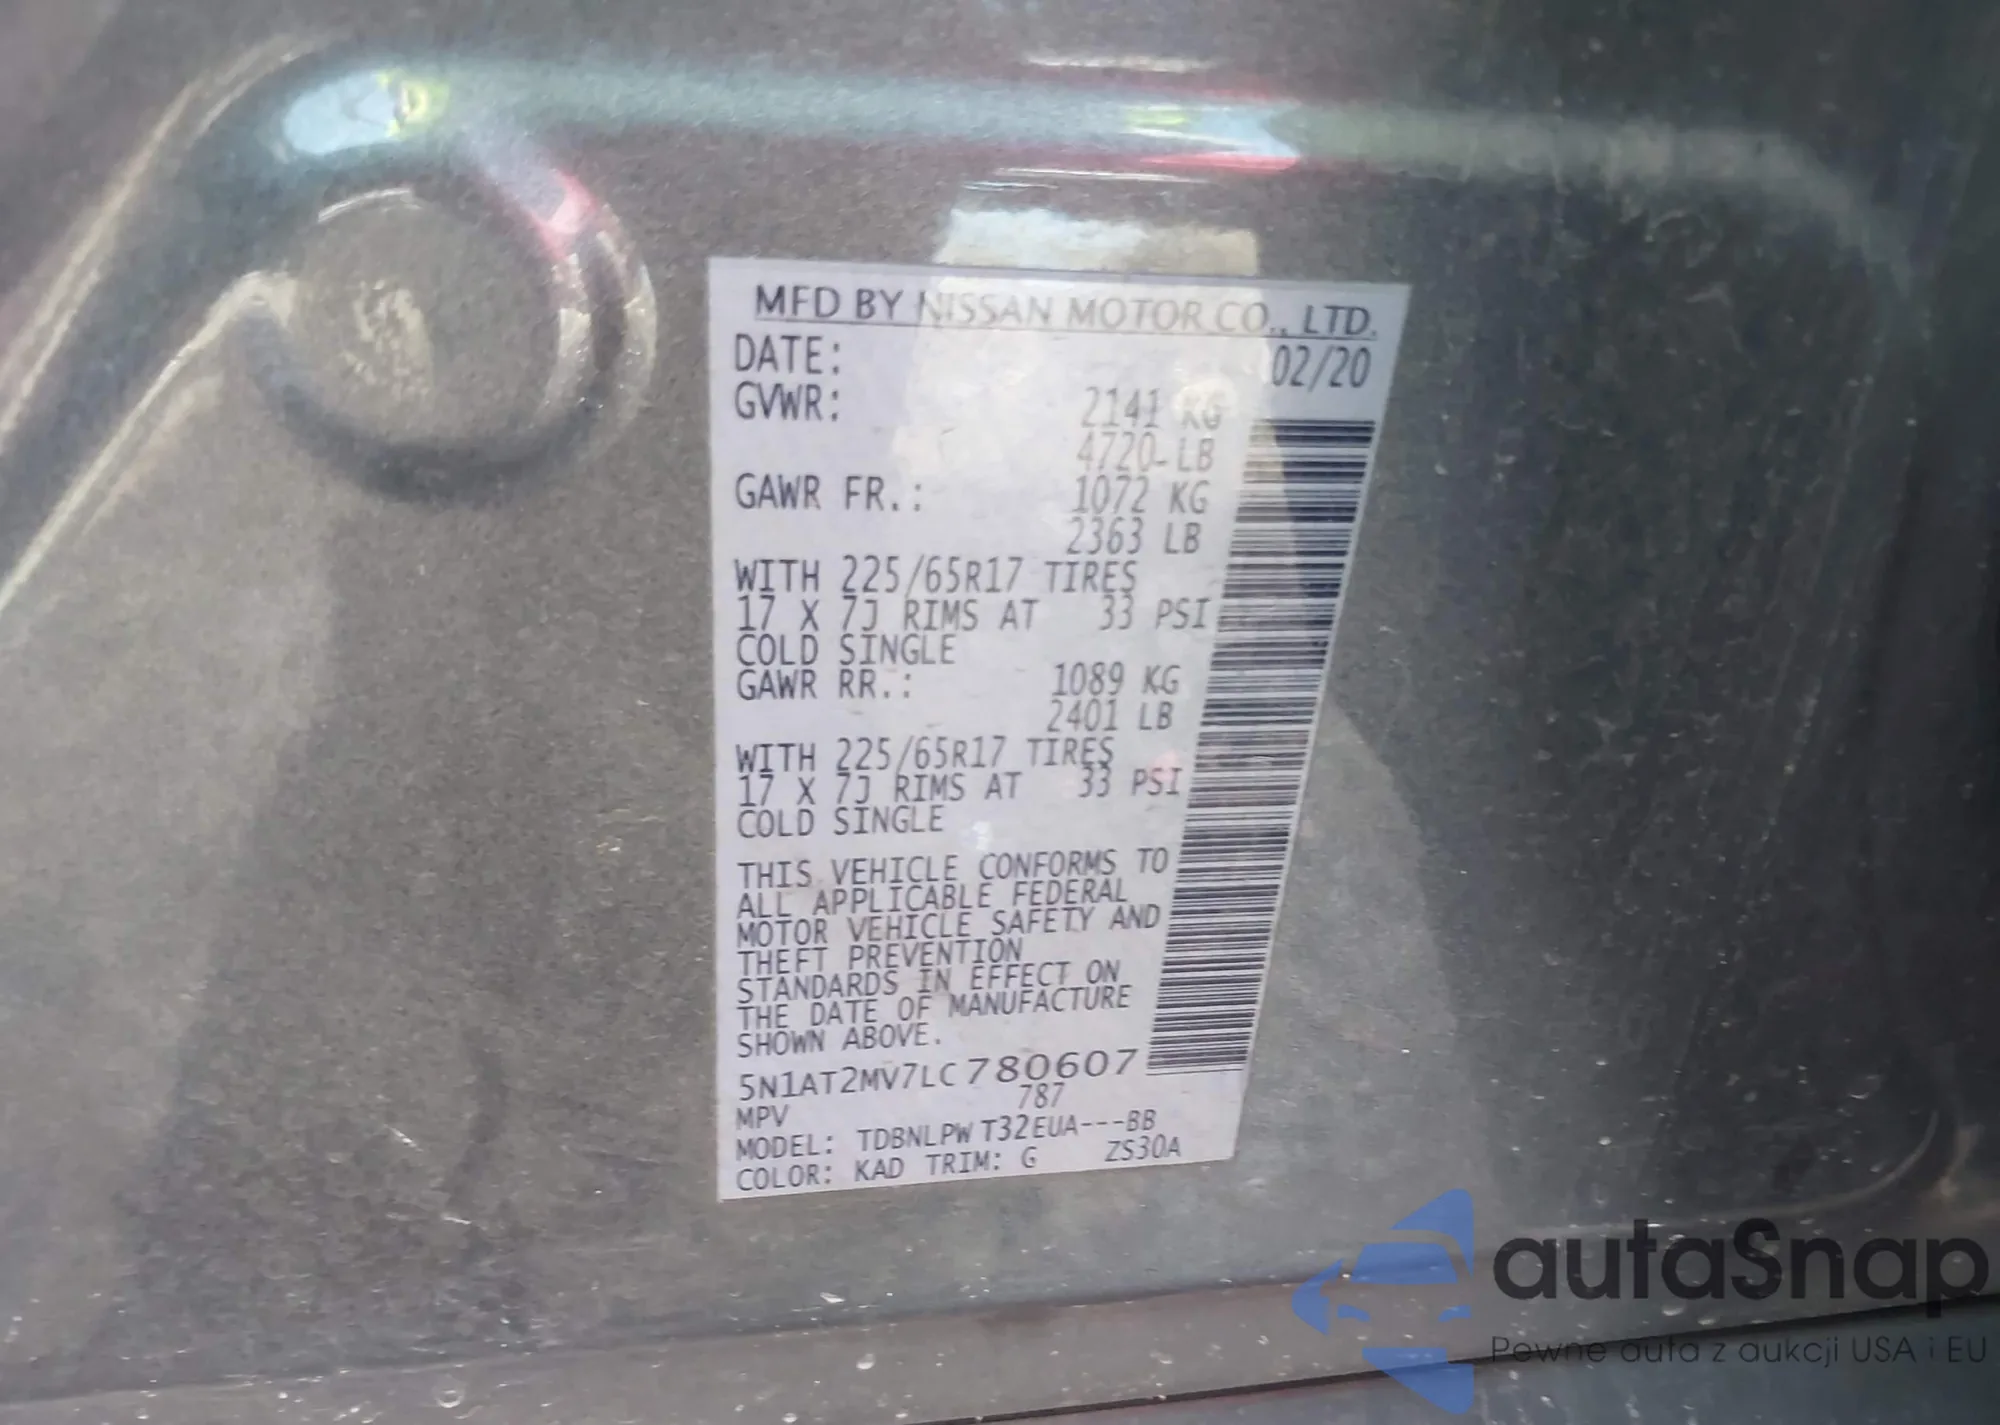 MFD BY NISSAN MOTOR CO., LTD.
DATE: 02/20
GVWR: 2141 KG
4720 LB
GAWR FR.: 1072 KG
2363 LB
WITH 225/65R17 TIRES
17 X 7J RIMS AT 33 PSI
COLD SINGLE
GAWR RR.: 1089 KG
2401 LB
WITH 225/65R17 TIRES
17 X 7J RIMS AT 33 PSI
COLD SINGLE
THIS VEHICLE CONFORMS TO
ALL APPLICABLE FEDERAL
MOTOR VEHICLE SAFETY AND
THEFT PREVENTION
STANDARDS IN EFFECT ON
THE DATE OF MANUFACTURE
SHOWN ABOVE.
5N1AT2MV7LC780607
MPV 787
MODEL: TDBNLPW T32EUA---BB
COLOR: KAD TRIM: G ZS30A
autaSnap
Pewne auta z aukcji USA i EU